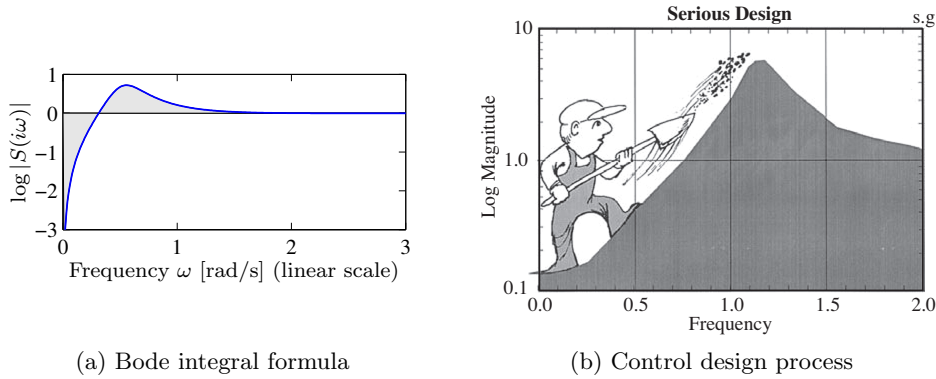 1
0
−1
−2
−3
0
1
2
3
log |S(iω)|
Frequency ω [rad/s] (linear scale)
(a) Bode integral formula
Serious Design
s.g
10
1.0
0.1
0.0
0.5
1.0
1.5
2.0
Log Magnitude
Frequency
(b) Control design process